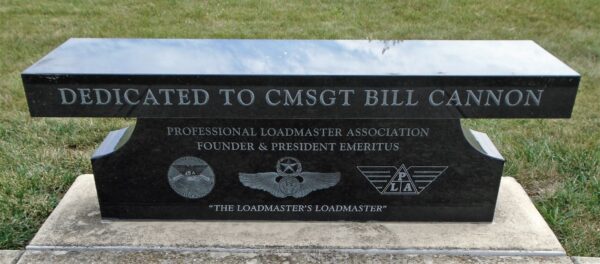 DEDICATED TO CMSGT BILL CANNON
PROFESSIONAL LOADMASTER ASSOCIATION
FOUNDER & PRESIDENT EMERITUS
PLA
"THE LOADMASTER'S LOADMASTER"